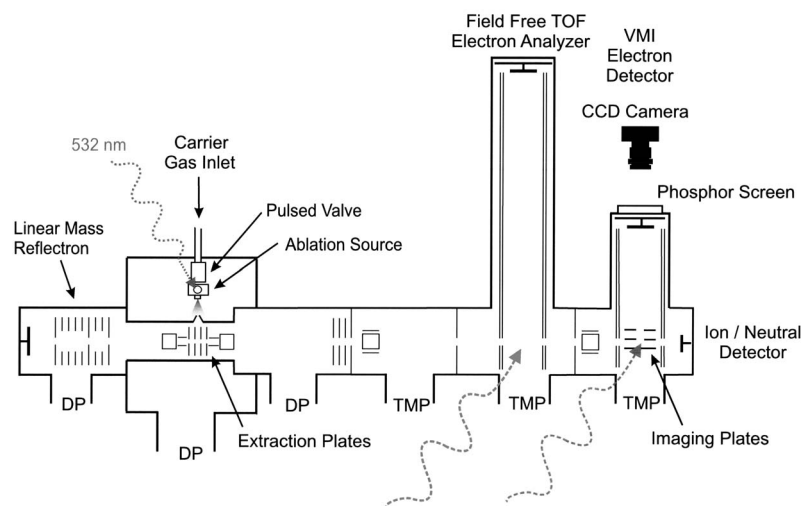 Field Free TOF
Electron Analyzer
VMI
Electron
Detector
CCD Camera
532 nm
Carrier
Gas Inlet
Phosphor Screen
Pulsed Valve
Linear Mass
Reflectron
Ablation Source
Ion / Neutral
Detector
DP
DP
TMP
TMP
TMP
Extraction Plates
Imaging Plates
DP